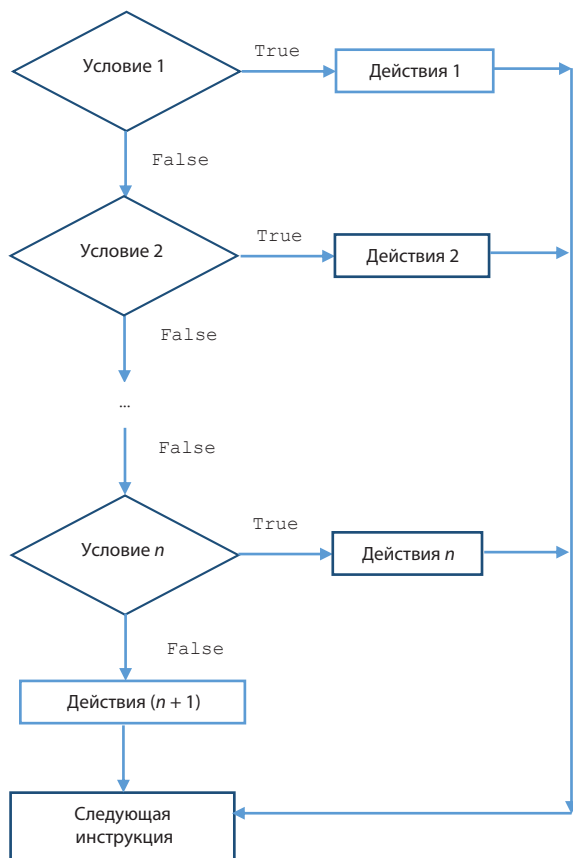 True
Условие 1
Действия 1
False
True
Условие 2
Действия 2
False
...
False
True
Условие n
Действия n
False
Действия (n + 1)
Следующая
инструкция